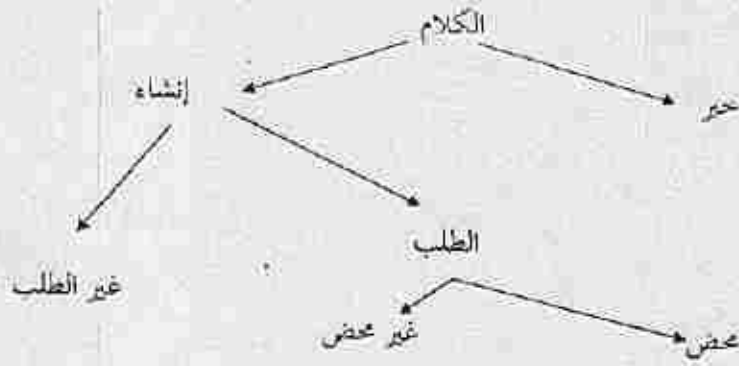 الكلام
خبر
إنشاء
الطلب
غير الطلب
محض
غير محض